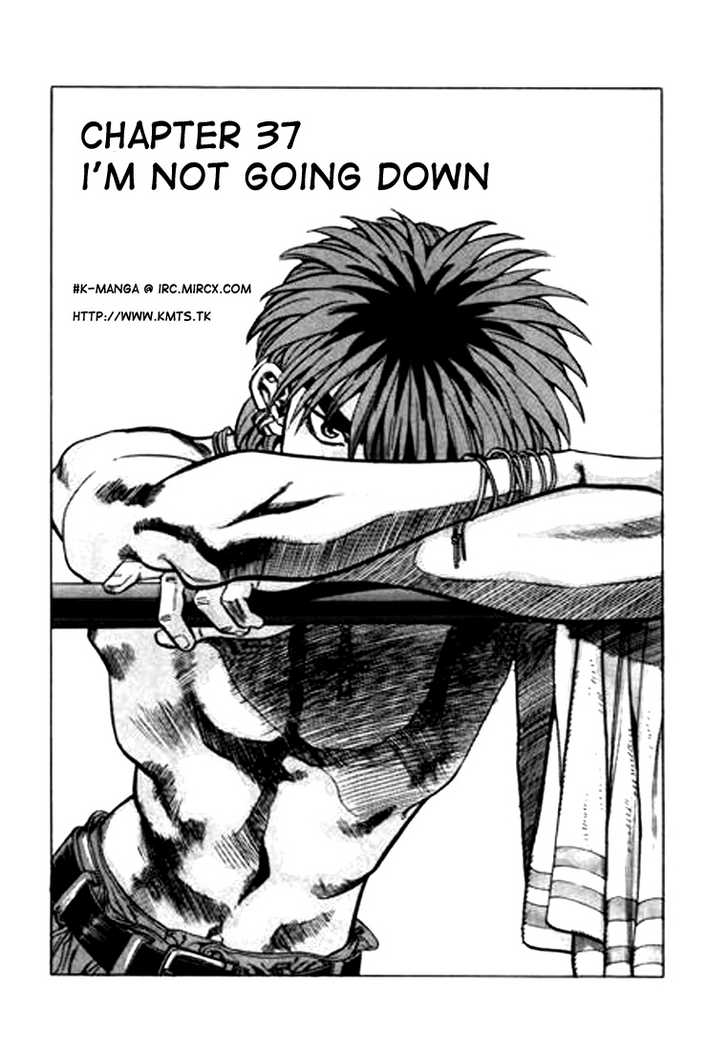 CHAPTER 37
I'M NOT GOING DOWN
#K-MANGA @ IRC.MIRCX.COM
HTTP://WWW.KMTS.TK